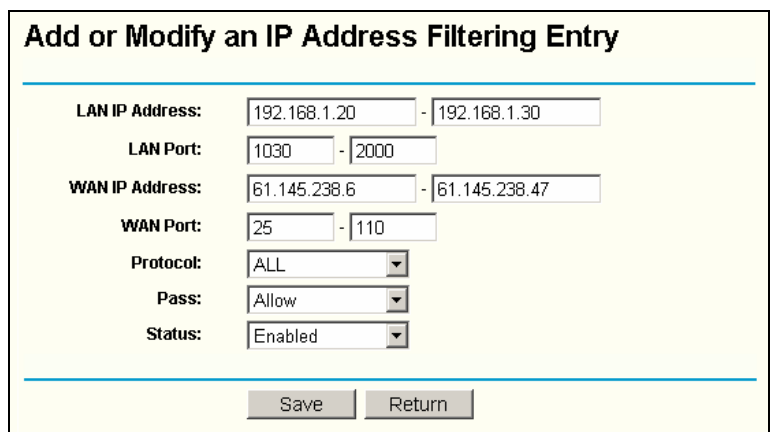 Add or Modify an IP Address Filtering Entry
LAN IP Address: 192.168.1.20 - 192.168.1.30
LAN Port: 1030 - 2000
WAN IP Address: 61.145.238.6 - 61.145.238.47
WAN Port: 25 - 110
Protocol: ALL
Pass: Allow
Status: Enabled
Save Return